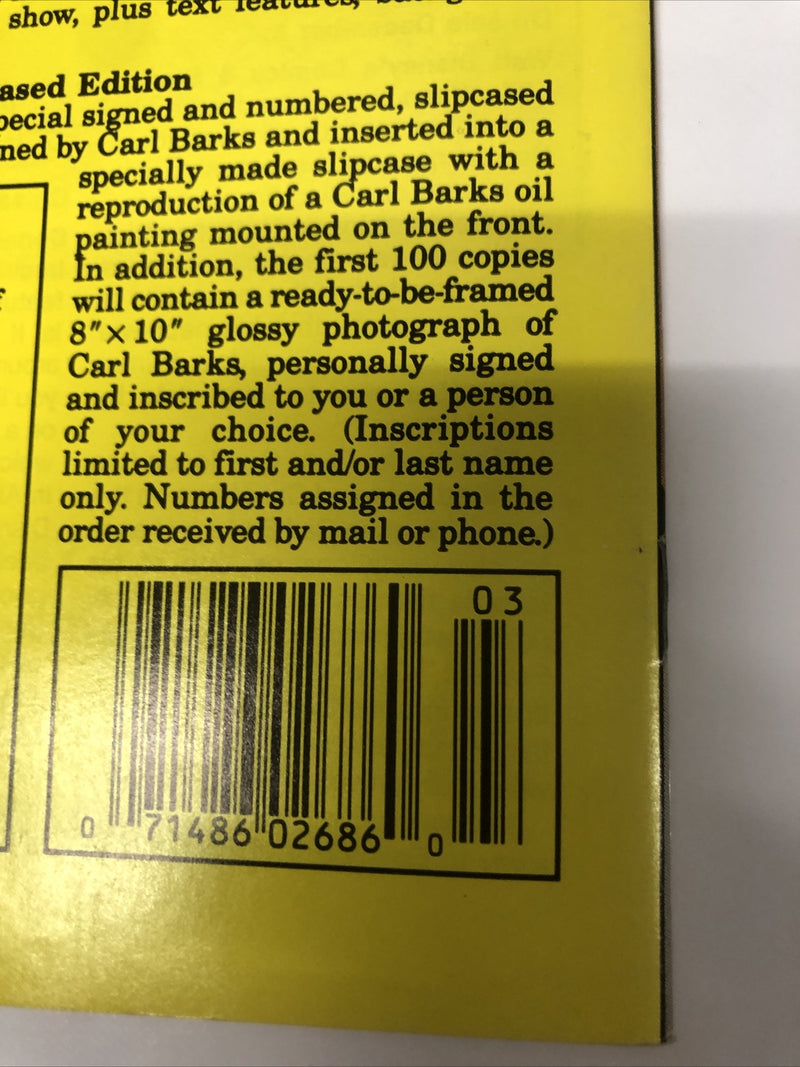 show, plus text features,
ased Edition
pecial signed and numbered, slipcased
ned by Carl Barks and inserted into a
specially made slipcase with a
reproduction of a Carl Barks oil
painting mounted on the front.
In addition, the first 100 copies
will contain a ready-to-be-framed
8"×10" glossy photograph of
Carl Barks, personally signed
and inscribed to you or a person
of your choice. (Inscriptions
limited to first and/or last name
only. Numbers assigned in the
order received by mail or phone.)
03
0 71486 02686 0